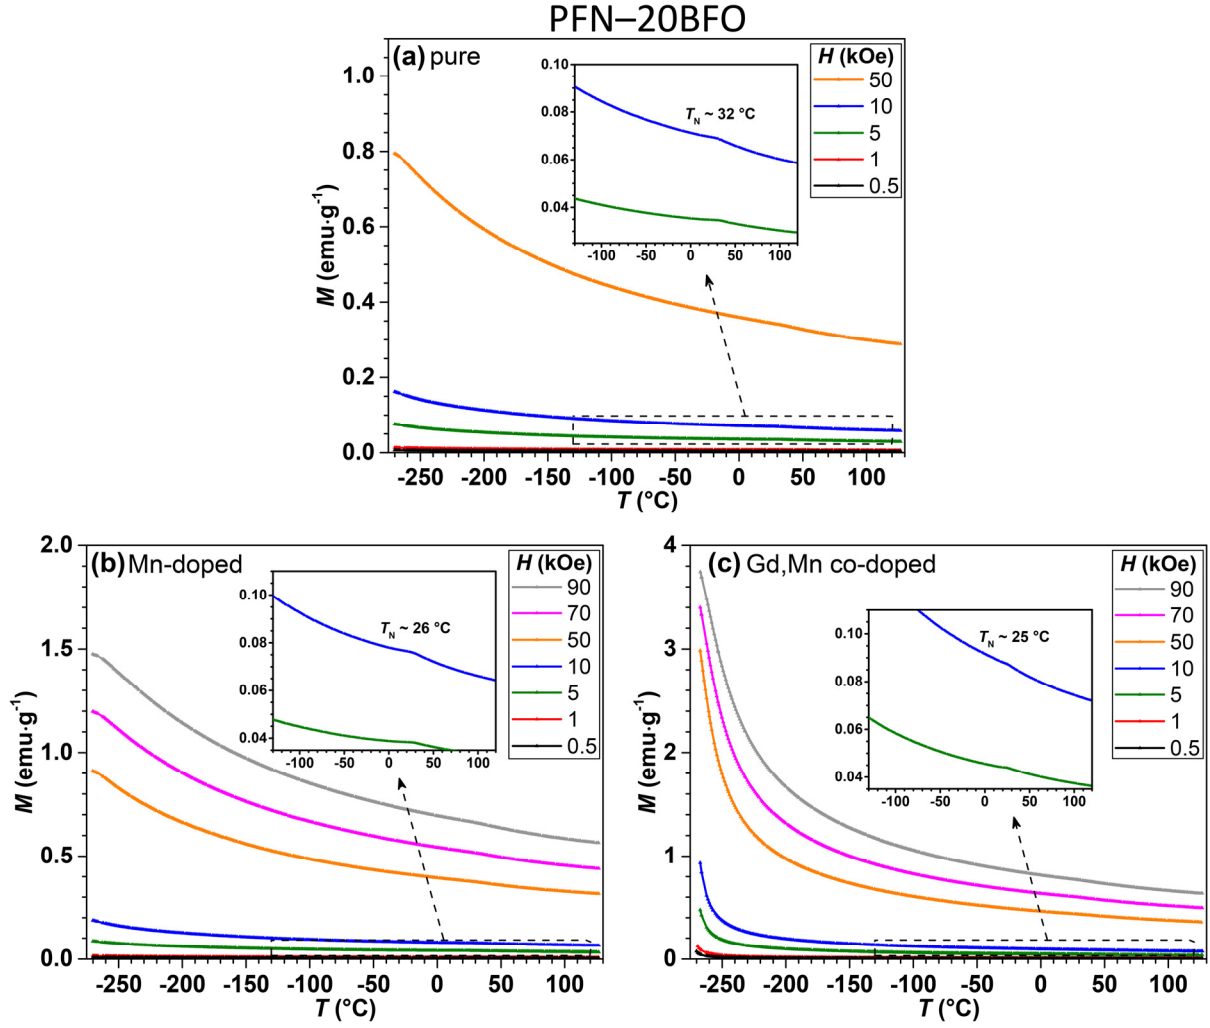 PFN–20BFO
(a) pure
H (kOe)
50
10
5
1
0.5
T_N ~ 32 °C
0.10
0.08
0.06
0.04
-100 -50 0 50 100
1.0
0.8
0.6
0.4
0.2
0.0
M (emu·g⁻¹)
-250 -200 -150 -100 -50 0 50 100
T (°C)
(b) Mn-doped
H (kOe)
90
70
50
10
5
1
0.5
T_N ~ 26 °C
0.10
0.08
0.06
0.04
-100 -50 0 50 100
2.0
1.5
1.0
0.5
0.0
M (emu·g⁻¹)
-250 -200 -150 -100 -50 0 50 100
T (°C)
(c) Gd,Mn co-doped
H (kOe)
90
70
50
10
5
1
0.5
T_N ~ 25 °C
0.10
0.08
0.06
0.04
-100 -50 0 50 100
4
3
2
1
0
M (emu·g⁻¹)
-250 -200 -150 -100 -50 0 50 100
T (°C)